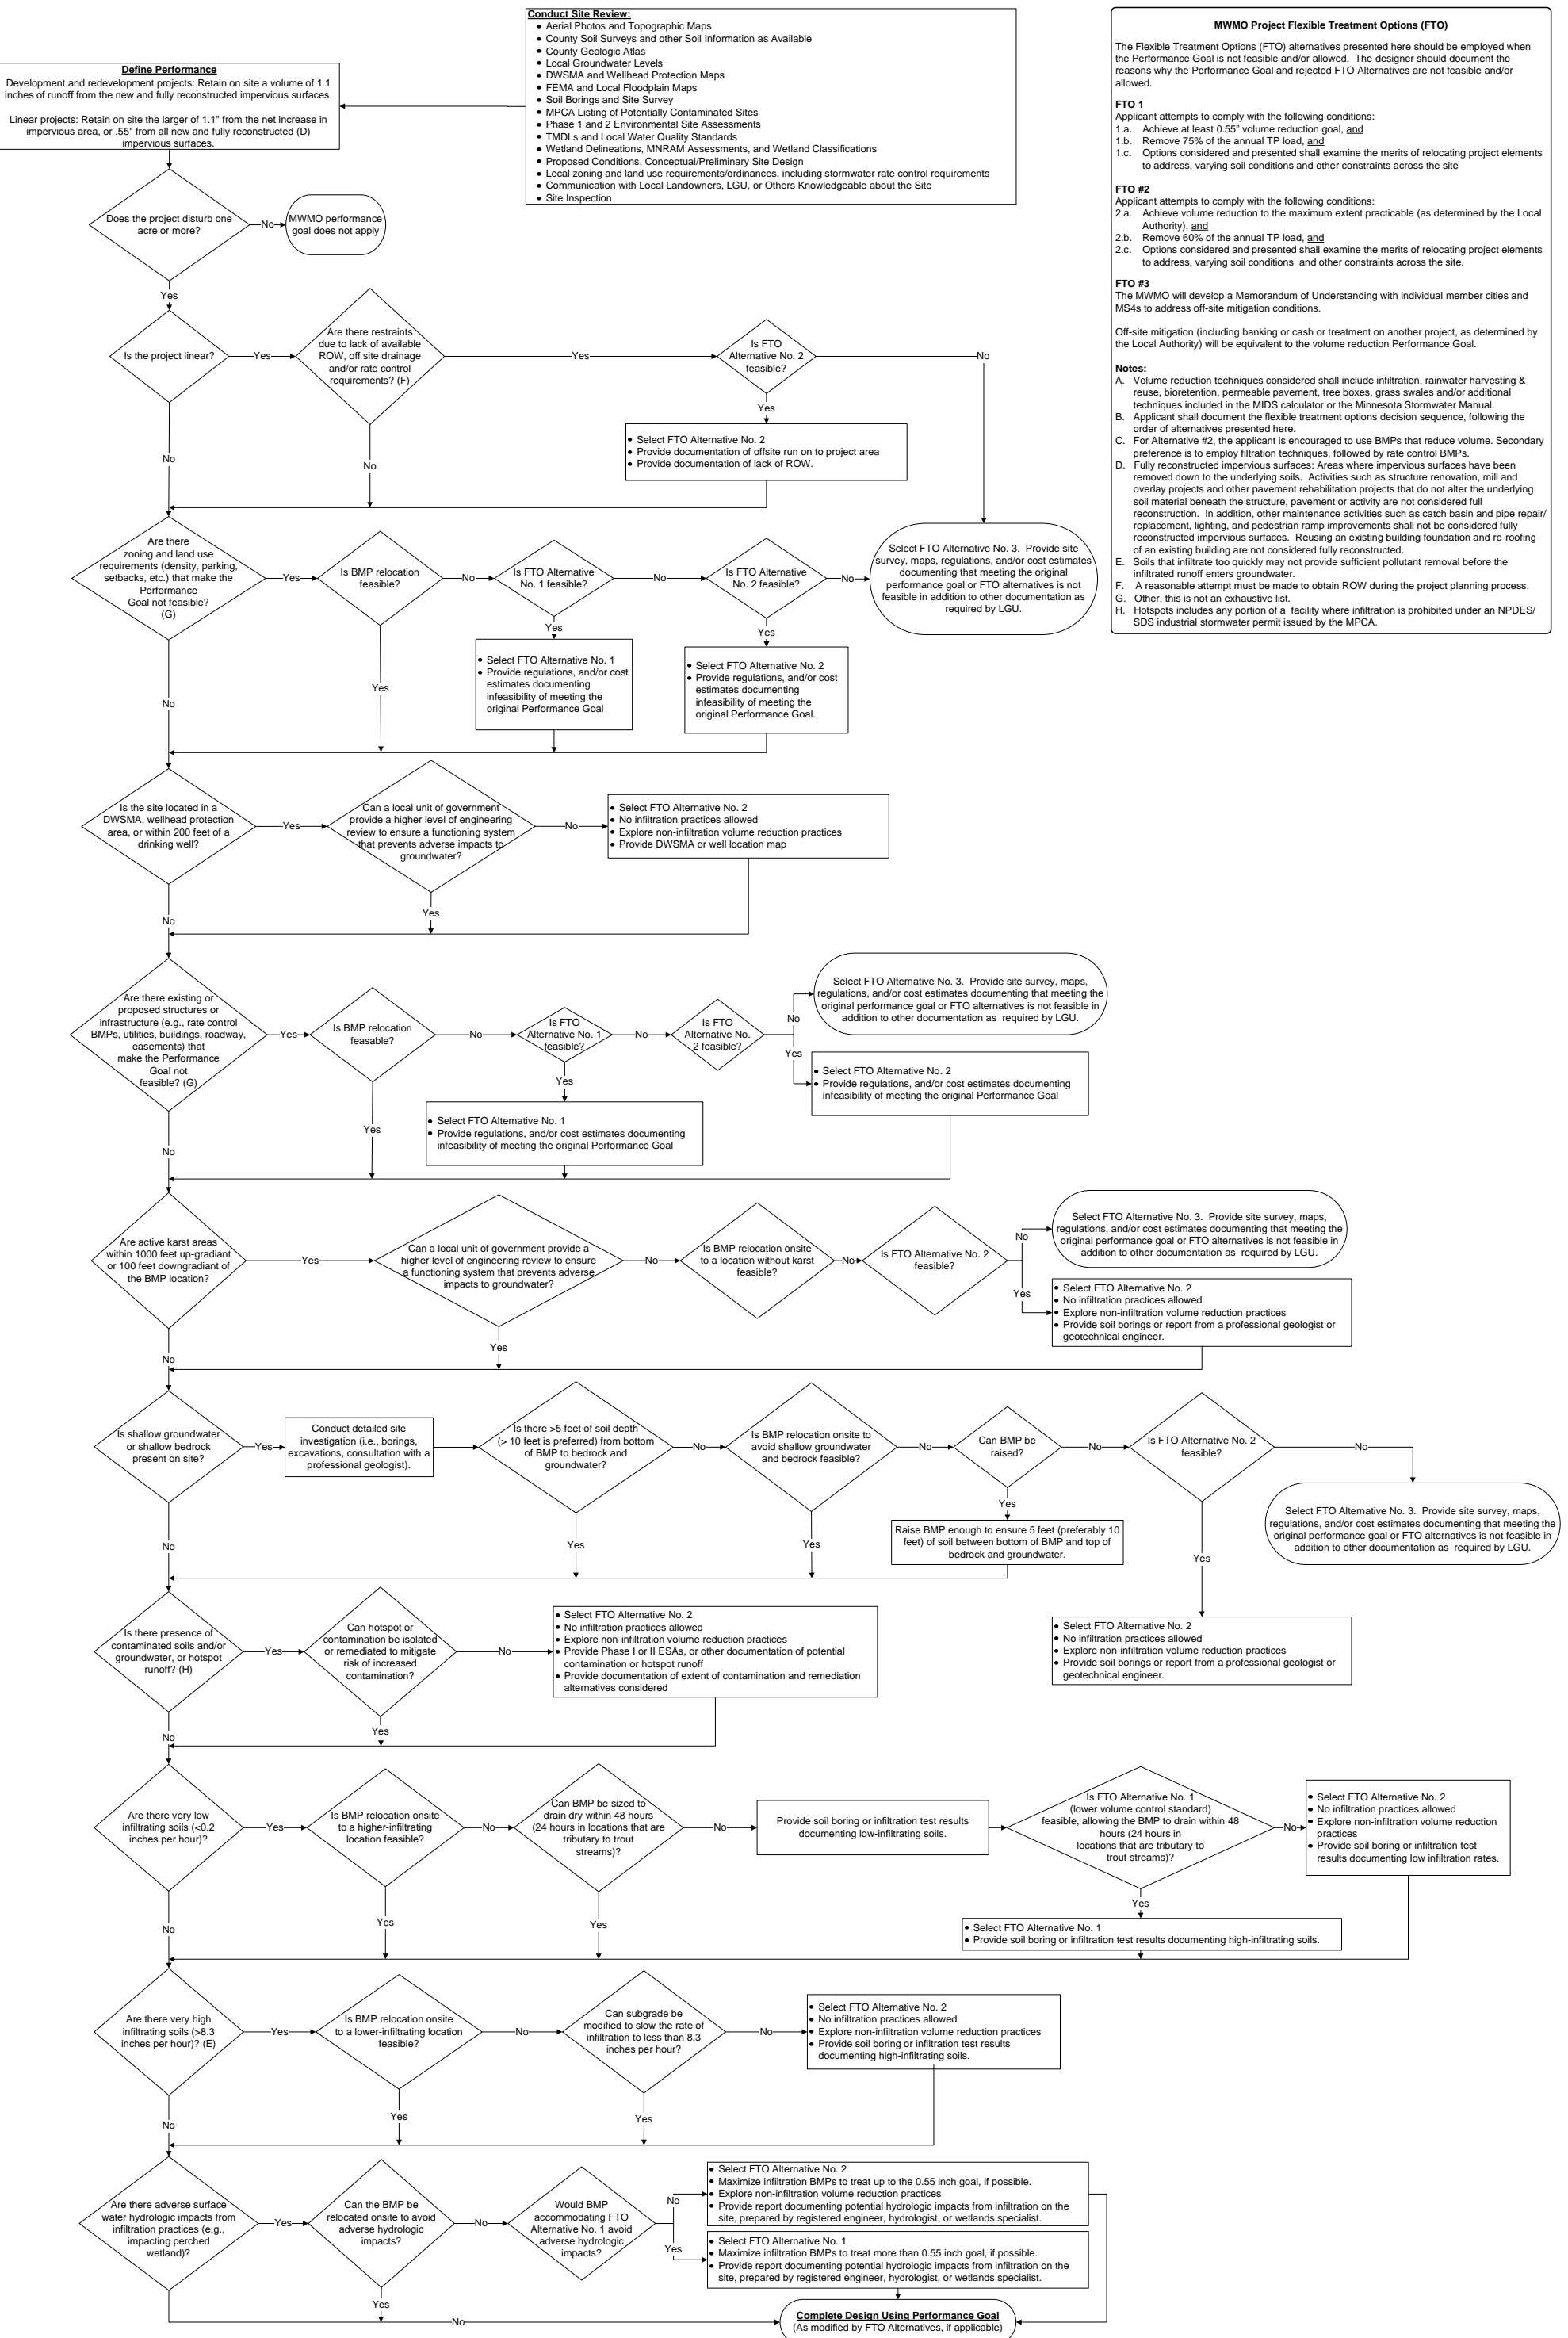 Conduct Site Review:
● Aerial Photos and Topographic Maps
● County Soil Surveys and other Soil Information as Available
● County Geologic Atlas
● Local Groundwater Levels
● DWSMA and Wellhead Protection Maps
● FEMA and Local Floodplain Maps
● Soil Borings and Site Survey
● MPCA Listing of Potentially Contaminated Sites
● Phase 1 and 2 Environmental Site Assessments
● TMDLs and Local Water Quality Standards
● Wetland Delineations, MNRAM Assessments, and Wetland Classifications
● Proposed Conditions, Conceptual/Preliminary Site Design
● Local zoning and land use requirements/ordinances, including stormwater rate control requirements
● Communication with Local Landowners, LGU, or Others Knowledgeable about the Site
● Site Inspection
Define Performance
Development and redevelopment projects: Retain on site a volume of 1.1
inches of runoff from the new and fully reconstructed impervious surfaces.
Linear projects: Retain on site the larger of 1.1" from the net increase in
impervious area, or .55" from all new and fully reconstructed (D)
impervious surfaces.
MWMO Project Flexible Treatment Options (FTO)
The Flexible Treatment Options (FTO) alternatives presented here should be employed when
the Performance Goal is not feasible and/or allowed. The designer should document the
reasons why the Performance Goal and rejected FTO Alternatives are not feasible and/or
allowed.
FTO 1
Applicant attempts to comply with the following conditions:
1.a. Achieve at least 0.55" volume reduction goal, and
1.b. Remove 75% of the annual TP load, and
1.c. Options considered and presented shall examine the merits of relocating project elements
to address, varying soil conditions and other constraints across the site
FTO #2
Applicant attempts to comply with the following conditions:
2.a. Achieve volume reduction to the maximum extent practicable (as determined by the Local
Authority), and
2.b. Remove 60% of the annual TP load, and
2.c. Options considered and presented shall examine the merits of relocating project elements
to address, varying soil conditions and other constraints across the site.
FTO #3
The MWMO will develop a Memorandum of Understanding with individual member cities and
MS4s to address off-site mitigation conditions.
Off-site mitigation (including banking or cash or treatment on another project, as determined by
the Local Authority) will be equivalent to the volume reduction Performance Goal.
Notes:
A. Volume reduction techniques considered shall include infiltration, rainwater harvesting &
reuse, bioretention, permeable pavement, tree boxes, grass swales and/or additional
techniques included in the MIDS calculator or the Minnesota Stormwater Manual.
B. Applicant shall document the flexible treatment options decision sequence, following the
order of alternatives presented here.
C. For Alternative #2, the applicant is encouraged to use BMPs that reduce volume. Secondary
preference is to employ filtration techniques, followed by rate control BMPs.
D. Fully reconstructed impervious surfaces: Areas where impervious surfaces have been
removed down to the underlying soils. Activities such as structure renovation, mill and
overlay projects and other pavement rehabilitation projects that do not alter the underlying
soil material beneath the structure, pavement or activity are not considered full
reconstruction. In addition, other maintenance activities such as catch basin and pipe repair/
replacement, lighting, and pedestrian ramp improvements shall not be considered fully
reconstructed impervious surfaces. Reusing an existing building foundation and re-roofing
of an existing building are not considered fully reconstructed.
E. Soils that infiltrate too quickly may not provide sufficient pollutant removal before the
infiltrated runoff enters groundwater.
F. A reasonable attempt must be made to obtain ROW during the project planning process.
G. Other, this is not an exhaustive list.
H. Hotspots includes any portion of a facility where infiltration is prohibited under an NPDES/
SDS industrial stormwater permit issued by the MPCA.
Does the project disturb one
acre or more?
No
MWMO performance
goal does not apply
Yes
Is the project linear?
Yes
Are there restraints
due to lack of available
ROW, off site drainage
and/or rate control
requirements? (F)
Yes
Is FTO
Alternative No. 2
feasible?
No
Yes
● Select FTO Alternative No. 2
● Provide documentation of offsite run on to project area
● Provide documentation of lack of ROW.
No
No
Are there
zoning and land use
requirements (density, parking,
setbacks, etc.) that make the
Performance
Goal not feasible?
(G)
Yes
Is BMP relocation
feasible?
No
Is FTO Alternative
No. 1 feasible?
No
Is FTO Alternative
No. 2 feasible?
No
Select FTO Alternative No. 3. Provide site
survey, maps, regulations, and/or cost estimates
documenting that meeting the original
performance goal or FTO alternatives is not
feasible in addition to other documentation as
required by LGU.
Yes
● Select FTO Alternative No. 1
● Provide regulations, and/or cost
estimates documenting
infeasibility of meeting the
original Performance Goal
Yes
● Select FTO Alternative No. 2
● Provide regulations, and/or cost
estimates documenting
infeasibility of meeting the
original Performance Goal.
Yes
No
Is the site located in a
DWSMA, wellhead protection
area, or within 200 feet of a
drinking well?
Yes
Can a local unit of government
provide a higher level of engineering
review to ensure a functioning system
that prevents adverse impacts to
groundwater?
No
● Select FTO Alternative No. 2
● No infiltration practices allowed
● Explore non-infiltration volume reduction practices
● Provide DWSMA or well location map
Yes
No
Are there existing or
proposed structures or
infrastructure (e.g., rate control
BMPs, utilities, buildings, roadway,
easements) that
make the Performance
Goal not
feasible? (G)
Yes
Is BMP relocation
feasable?
No
Is FTO
Alternative No. 1
feasible?
No
Is FTO
Alternative No.
2 feasible?
No
Select FTO Alternative No. 3. Provide site survey, maps,
regulations, and/or cost estimates documenting that meeting the
original performance goal or FTO alternatives is not feasible in
addition to other documentation as required by LGU.
Yes
● Select FTO Alternative No. 2
● Provide regulations, and/or cost estimates documenting
infeasibility of meeting the original Performance Goal
Yes
● Select FTO Alternative No. 1
● Provide regulations, and/or cost estimates documenting
infeasibility of meeting the original Performance Goal
Yes
No
Are active karst areas
within 1000 feet up-gradiant
or 100 feet downgradiant of
the BMP location?
Yes
Can a local unit of government provide a
higher level of engineering review to ensure
a functioning system that prevents adverse
impacts to groundwater?
No
Is BMP relocation onsite
to a location without karst
feasible?
No
Is FTO Alternative No. 2
feasible?
No
Select FTO Alternative No. 3. Provide site survey, maps,
regulations, and/or cost estimates documenting that meeting the
original performance goal or FTO alternatives is not feasible in
addition to other documentation as required by LGU.
Yes
● Select FTO Alternative No. 2
● No infiltration practices allowed
● Explore non-infiltration volume reduction practices
● Provide soil borings or report from a professional geologist or
geotechnical engineer.
Yes
No
Is shallow groundwater
or shallow bedrock
present on site?
Yes
Conduct detailed site
investigation (i.e., borings,
excavations, consultation with a
professional geologist).
Is there >5 feet of soil depth
(> 10 feet is preferred) from bottom
of BMP to bedrock and
groundwater?
No
Is BMP relocation onsite to
avoid shallow groundwater
and bedrock feasible?
No
Can BMP be
raised?
No
Is FTO Alternative No. 2
feasible?
No
Select FTO Alternative No. 3. Provide site survey, maps,
regulations, and/or cost estimates documenting that meeting the
original performance goal or FTO alternatives is not feasible in
addition to other documentation as required by LGU.
Yes
Raise BMP enough to ensure 5 feet (preferably 10
feet) of soil between bottom of BMP and top of
bedrock and groundwater.
Yes
Yes
No
Yes
● Select FTO Alternative No. 2
● No infiltration practices allowed
● Explore non-infiltration volume reduction practices
● Provide soil borings or report from a professional geologist or
geotechnical engineer.
Is there presence of
contaminated soils and/or
groundwater, or hotspot
runoff? (H)
Yes
Can hotspot or
contamination be isolated
or remediated to mitigate
risk of increased
contamination?
No
● Select FTO Alternative No. 2
● No infiltration practices allowed
● Explore non-infiltration volume reduction practices
● Provide Phase I or II ESAs, or other documentation of potential
contamination or hotspot runoff
● Provide documentation of extent of contamination and remediation
alternatives considered
Yes
No
Are there very low
infiltrating soils (<0.2
inches per hour)?
Yes
Is BMP relocation onsite
to a higher-infiltrating
location feasible?
No
Can BMP be sized to
drain dry within 48 hours
(24 hours in locations that are
tributary to trout
streams)?
No
Provide soil boring or infiltration test results
documenting low-infiltrating soils.
Is FTO Alternative No. 1
(lower volume control standard)
feasible, allowing the BMP to drain within 48
hours (24 hours in
locations that are tributary to
trout streams)?
No
● Select FTO Alternative No. 2
● No infiltration practices allowed
● Explore non-infiltration volume reduction
practices
● Provide soil boring or infiltration test
results documenting low infiltration rates.
Yes
● Select FTO Alternative No. 1
● Provide soil boring or infiltration test results documenting high-infiltrating soils.
Yes
Yes
No
Are there very high
infiltrating soils (>8.3
inches per hour)? (E)
Yes
Is BMP relocation onsite
to a lower-infiltrating location
feasible?
No
Can subgrade be
modified to slow the rate of
infiltration to less than 8.3
inches per hour?
No
● Select FTO Alternative No. 2
● No infiltration practices allowed
● Explore non-infiltration volume reduction practices
● Provide soil boring or infiltration test results
documenting high-infiltrating soils.
Yes
Yes
No
Are there adverse surface
water hydrologic impacts from
infiltration practices (e.g.,
impacting perched
wetland)?
Yes
Can the BMP be
relocated onsite to avoid
adverse hydrologic
impacts?
No
Would BMP
accommodating FTO
Alternative No. 1 avoid
adverse hydrologic
impacts?
No
● Select FTO Alternative No. 2
● Maximize infiltration BMPs to treat up to the 0.55 inch goal, if possible.
● Explore non-infiltration volume reduction practices
● Provide report documenting potential hydrologic impacts from infiltration on the
site, prepared by registered engineer, hydrologist, or wetlands specialist.
Yes
● Select FTO Alternative No. 1
● Maximize infiltration BMPs to treat more than 0.55 inch goal, if possible.
● Provide report documenting potential hydrologic impacts from infiltration on the
site, prepared by registered engineer, hydrologist, or wetlands specialist.
Yes
No
Complete Design Using Performance Goal
(As modified by FTO Alternatives, if applicable)